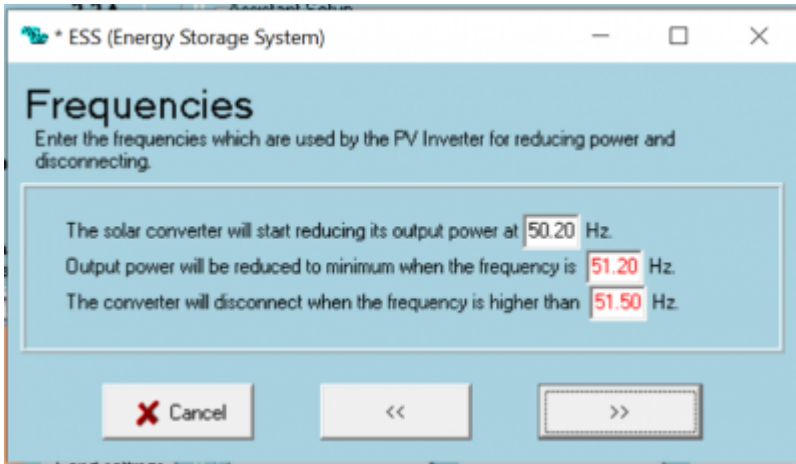 Assistant Setup
* ESS (Energy Storage System)
Frequencies
Enter the frequencies which are used by the PV Inverter for reducing power and
disconnecting.
The solar converter will start reducing its output power at 50.20 Hz.
Output power will be reduced to minimum when the frequency is 51.20 Hz.
The converter will disconnect when the frequency is higher than 51.50 Hz.
Cancel
<<
>>